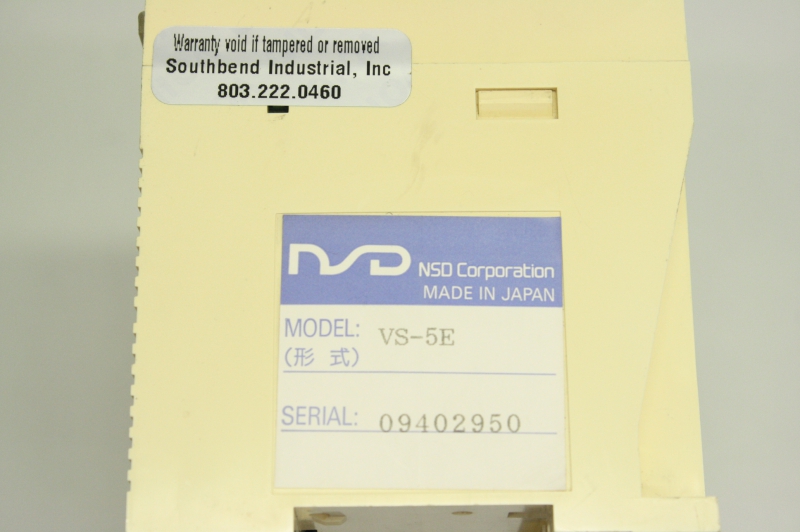 Warranty void if tampered or removed
Southbend Industrial, Inc
803.222.0460
NSD NSD Corporation
MADE IN JAPAN
MODEL: VS-5E
(形 式)
SERIAL: 09402950